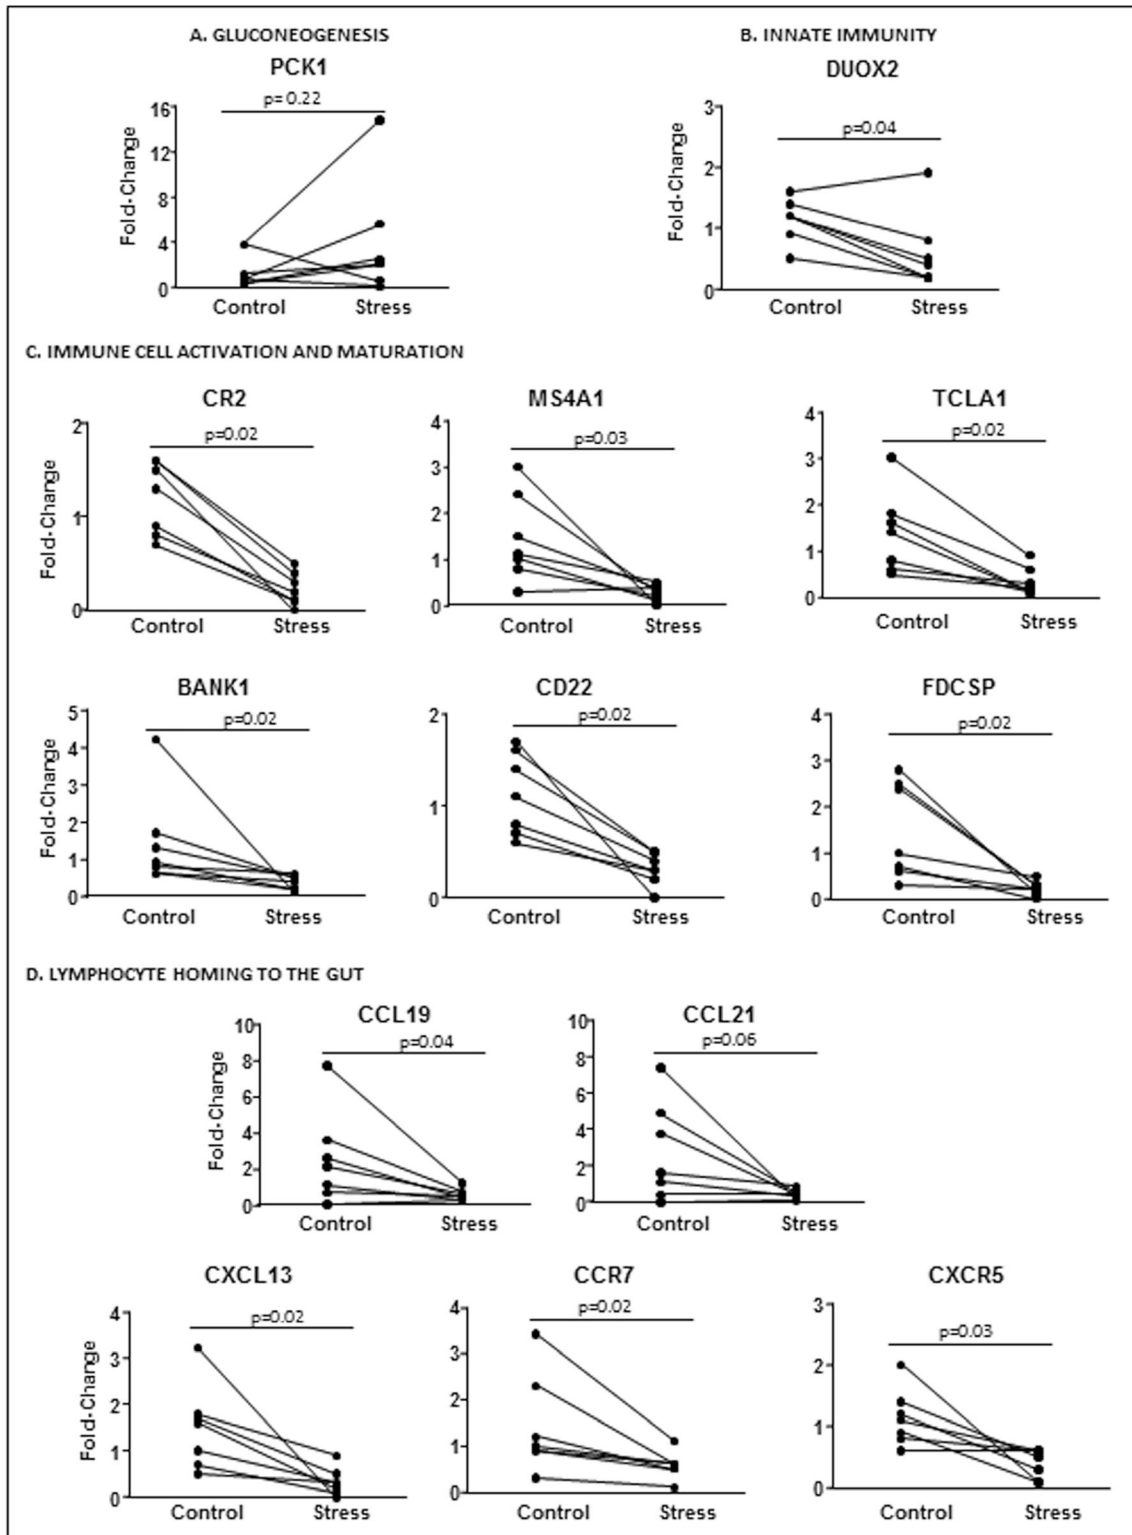 A. GLUCONEOGENESIS
PCK1
p= 0.22
16
12
8
4
0
Fold-Change
Control Stress
B. INNATE IMMUNITY
DUOX2
p=0.04
3
2
1
0
Fold-Change
Control Stress
C. IMMUNE CELL ACTIVATION AND MATURATION
CR2
p=0.02
2
1
0
Fold-Change
Control Stress
MS4A1
p=0.03
4
3
2
1
0
Control Stress
TCLA1
p=0.02
4
3
2
1
0
Control Stress
BANK1
p=0.02
5
4
3
2
1
0
Fold-Change
Control Stress
CD22
p=0.02
2
1
0
Control Stress
FDCSP
p=0.02
4
3
2
1
0
Control Stress
D. LYMPHOCYTE HOMING TO THE GUT
CCL19
p=0.04
10
8
6
4
2
0
Fold-Change
Control Stress
CCL21
p=0.06
10
8
6
4
2
0
Control Stress
CXCL13
p=0.02
4
3
2
1
0
Fold-Change
Control Stress
CCR7
p=0.02
4
3
2
1
0
Control Stress
CXCR5
p=0.03
3
2
1
0
Control Stress